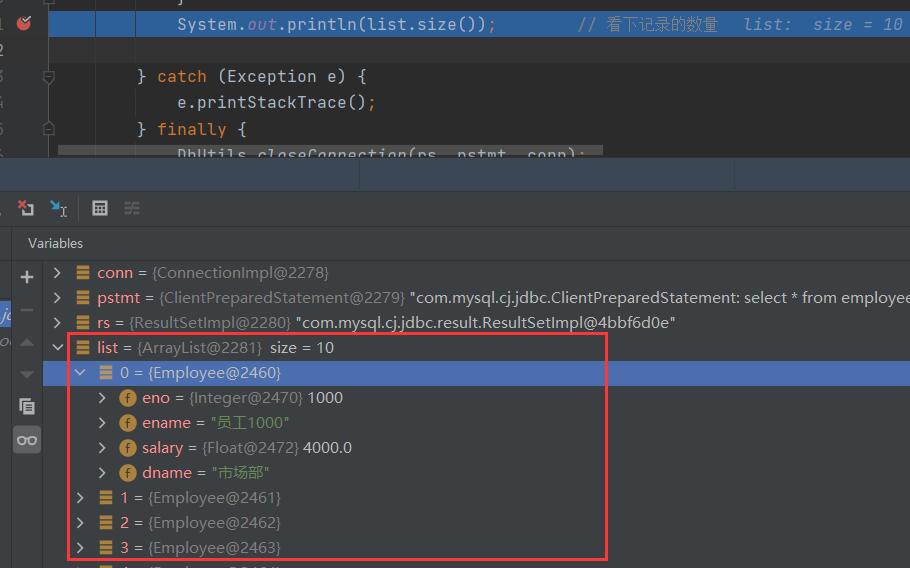 }
System.out.println(list.size()); // 看下记录的数量 list: size = 10
} catch (Exception e) {
e.printStackTrace();
} finally {
DbUtils.closeConnection(rs, pstmt, conn);
Variables
conn = {ConnectionImpl@2278}
pstmt = {ClientPreparedStatement@2279} "com.mysql.cj.jdbc.ClientPreparedStatement: select * from employee
rs = {ResultSetImpl@2280} "com.mysql.cj.jdbc.result.ResultSetImpl@4bbf6d0e"
list = {ArrayList@2281} size = 10
0 = {Employee@2460}
eno = {Integer@2470} 1000
ename = "员工1000"
salary = {Float@2472} 4000.0
dname = "市场部"
1 = {Employee@2461}
2 = {Employee@2462}
3 = {Employee@2463}